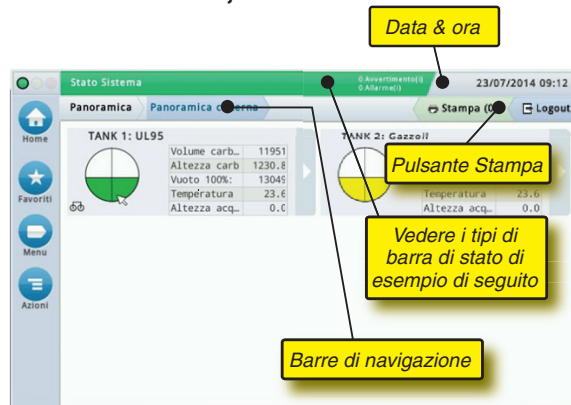 Data & ora
Stato Sistema
0 Avvertimento(i)
0 Allarme(i)
23/07/2014 09:12
Panoramica
Panoramica
Stampa (0
Logout
Home
Favoriti
Menu
Azioni
TANK 1: UL95
Volume carb… 11951
Altezza carb 1230.8
Vuoto 100%: 13049
Temperatura 23.6
Altezza acq… 0.0
TANK 2: Gazzoil
Temperatura 23.6
Altezza acq… 0.0
Pulsante Stampa
Vedere i tipi di
barra di stato di
esempio di seguito
Barre di navigazione